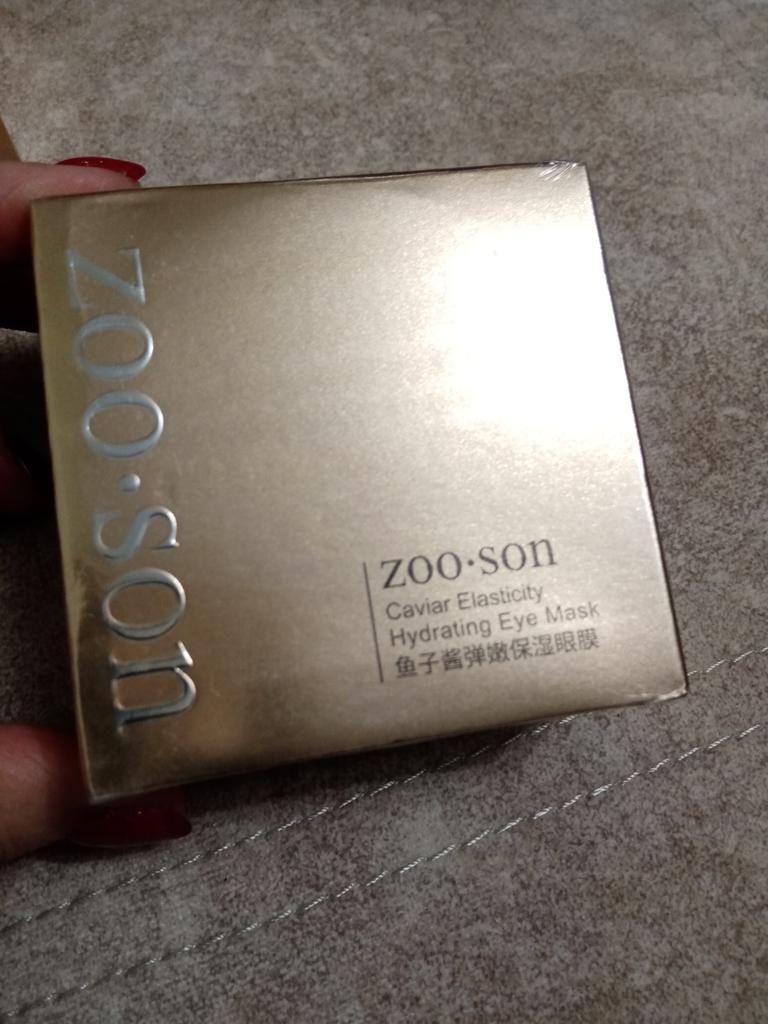 zoo·son
zoo·son
Caviar Elasticity
Hydrating Eye Mask
鱼子酱弹嫩保湿眼膜